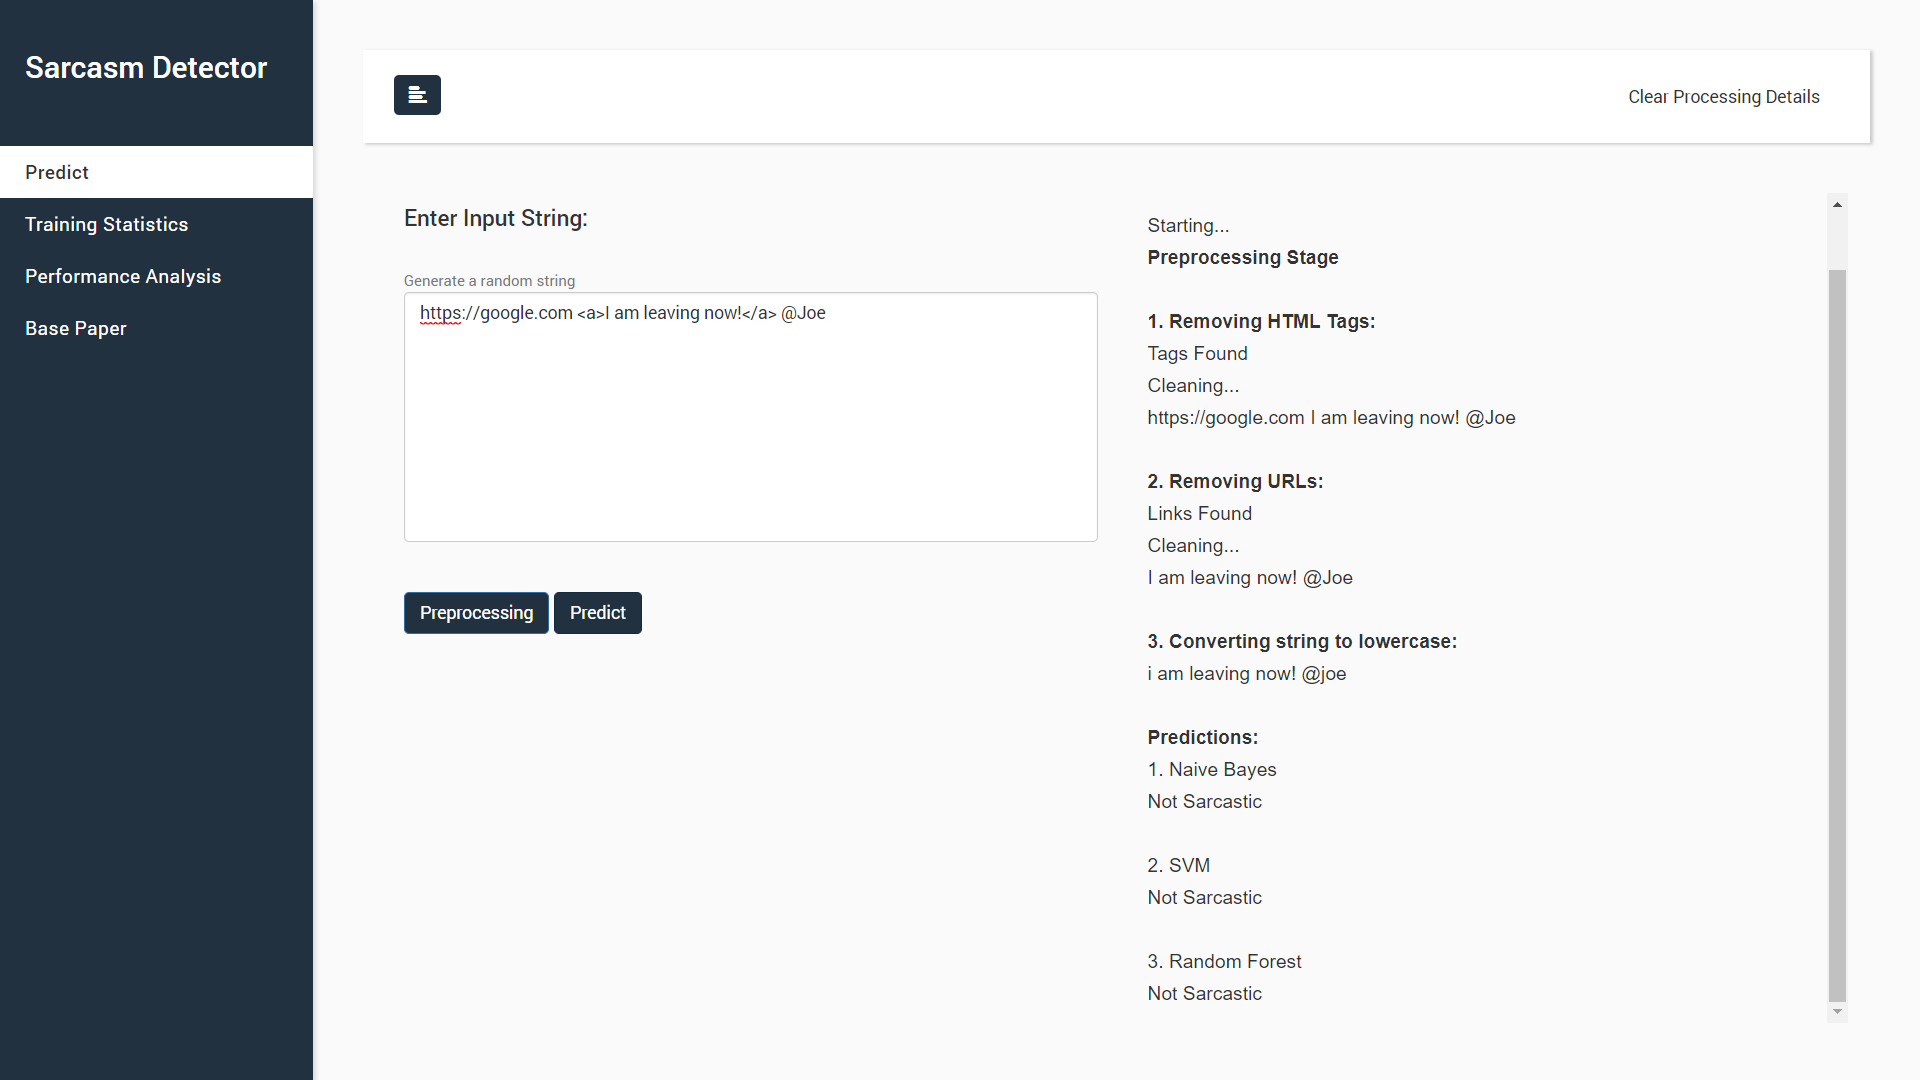 Sarcasm Detector
Predict
Training Statistics
Performance Analysis
Base Paper
Clear Processing Details
Enter Input String:
Generate a random string
https://google.com <a>I am leaving now!</a> @Joe
Preprocessing
Predict
Starting...
Preprocessing Stage
1. Removing HTML Tags:
Tags Found
Cleaning...
https://google.com I am leaving now! @Joe
2. Removing URLs:
Links Found
Cleaning...
I am leaving now! @Joe
3. Converting string to lowercase:
i am leaving now! @joe
Predictions:
1. Naive Bayes
Not Sarcastic
2. SVM
Not Sarcastic
3. Random Forest
Not Sarcastic